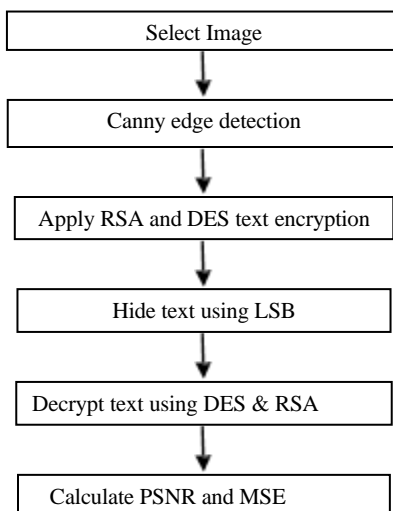 Select Image
Canny edge detection
Apply RSA and DES text encryption
Hide text using LSB
Decrypt text using DES & RSA
Calculate PSNR and MSE